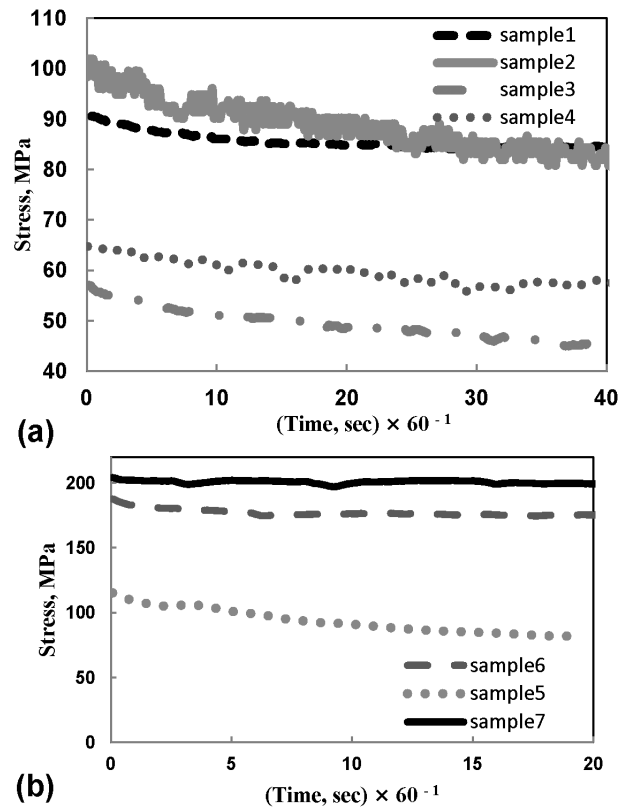 110
100
90
80
70
60
50
40
Stress, MPa
sample1
sample2
sample3
sample4
0
10
20
30
40
(Time, sec) × 60 - 1
(a)
200
150
100
50
0
Stress, MPa
sample6
sample5
sample7
0
5
10
15
20
(Time, sec) × 60 - 1
(b)